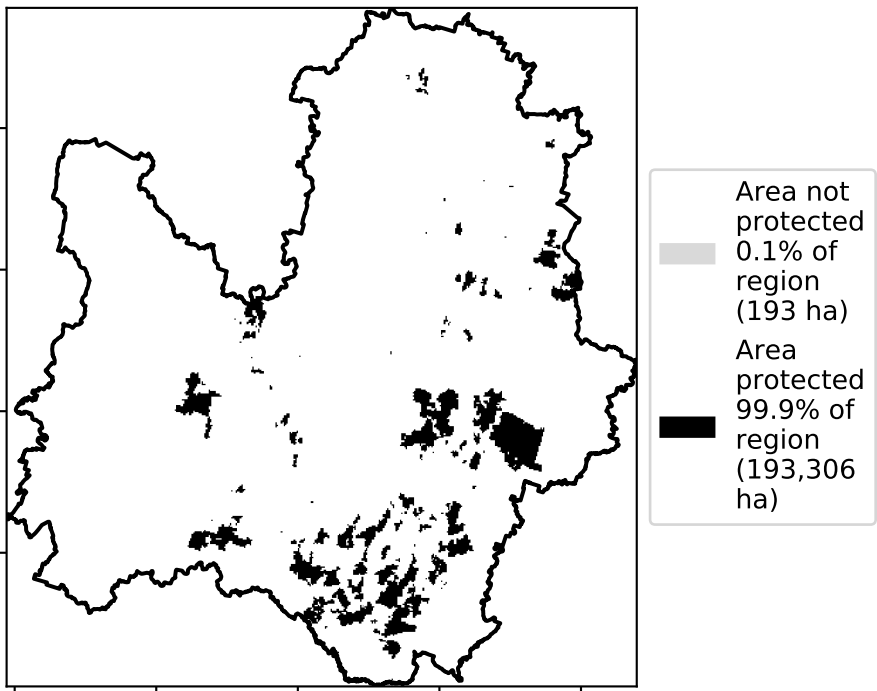 Area not
protected
0.1% of
region
(193 ha)
Area
protected
99.9% of
region
(193,306
ha)